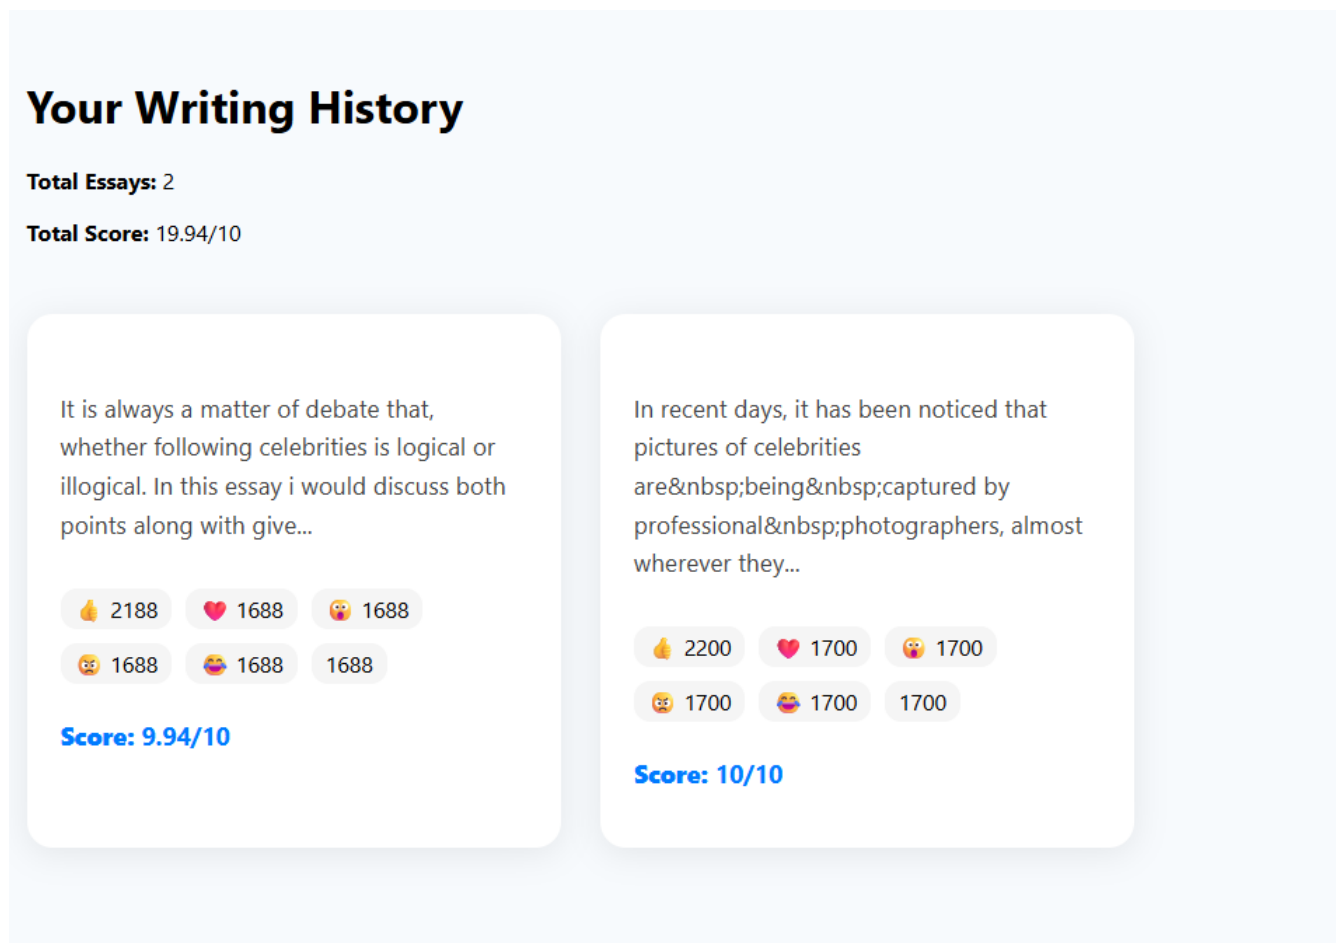 Your Writing History
Total Essays: 2
Total Score: 19.94/10
It is always a matter of debate that,
whether following celebrities is logical or
illogical. In this essay i would discuss both
points along with give...
👍 2188 ❤️ 1688 😲 1688
😡 1688 😂 1688 1688
Score: 9.94/10
In recent days, it has been noticed that
pictures of celebrities
are&nbsp;being&nbsp;captured by
professional&nbsp;photographers, almost
wherever they...
👍 2200 ❤️ 1700 😲 1700
😡 1700 😂 1700 1700
Score: 10/10